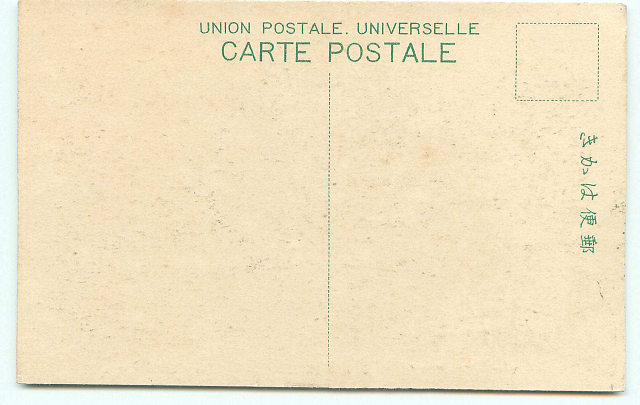 UNION POSTALE. UNIVERSELLE
CARTE POSTALE
郵便はかき